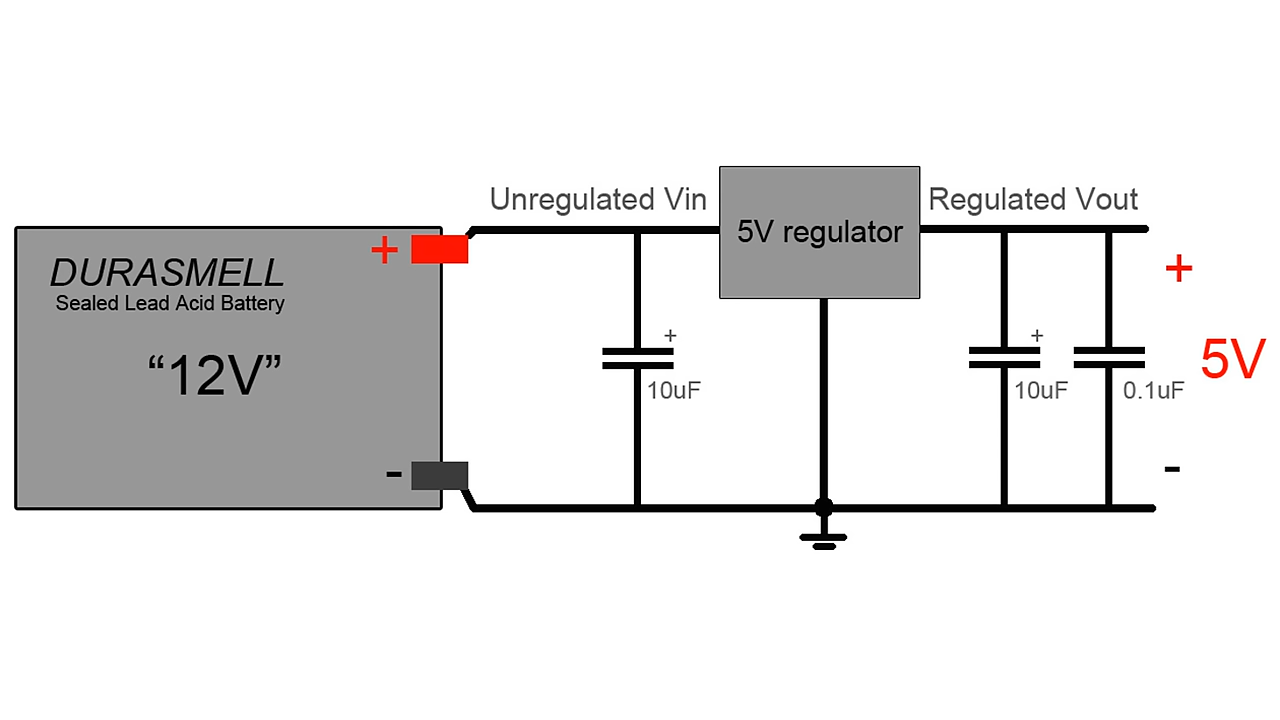 Unregulated Vin
5V regulator
Regulated Vout
DURASMELL
Sealed Lead Acid Battery
“12V”
+
-
+
10uF
+
10uF
0.1uF
+
5V
-